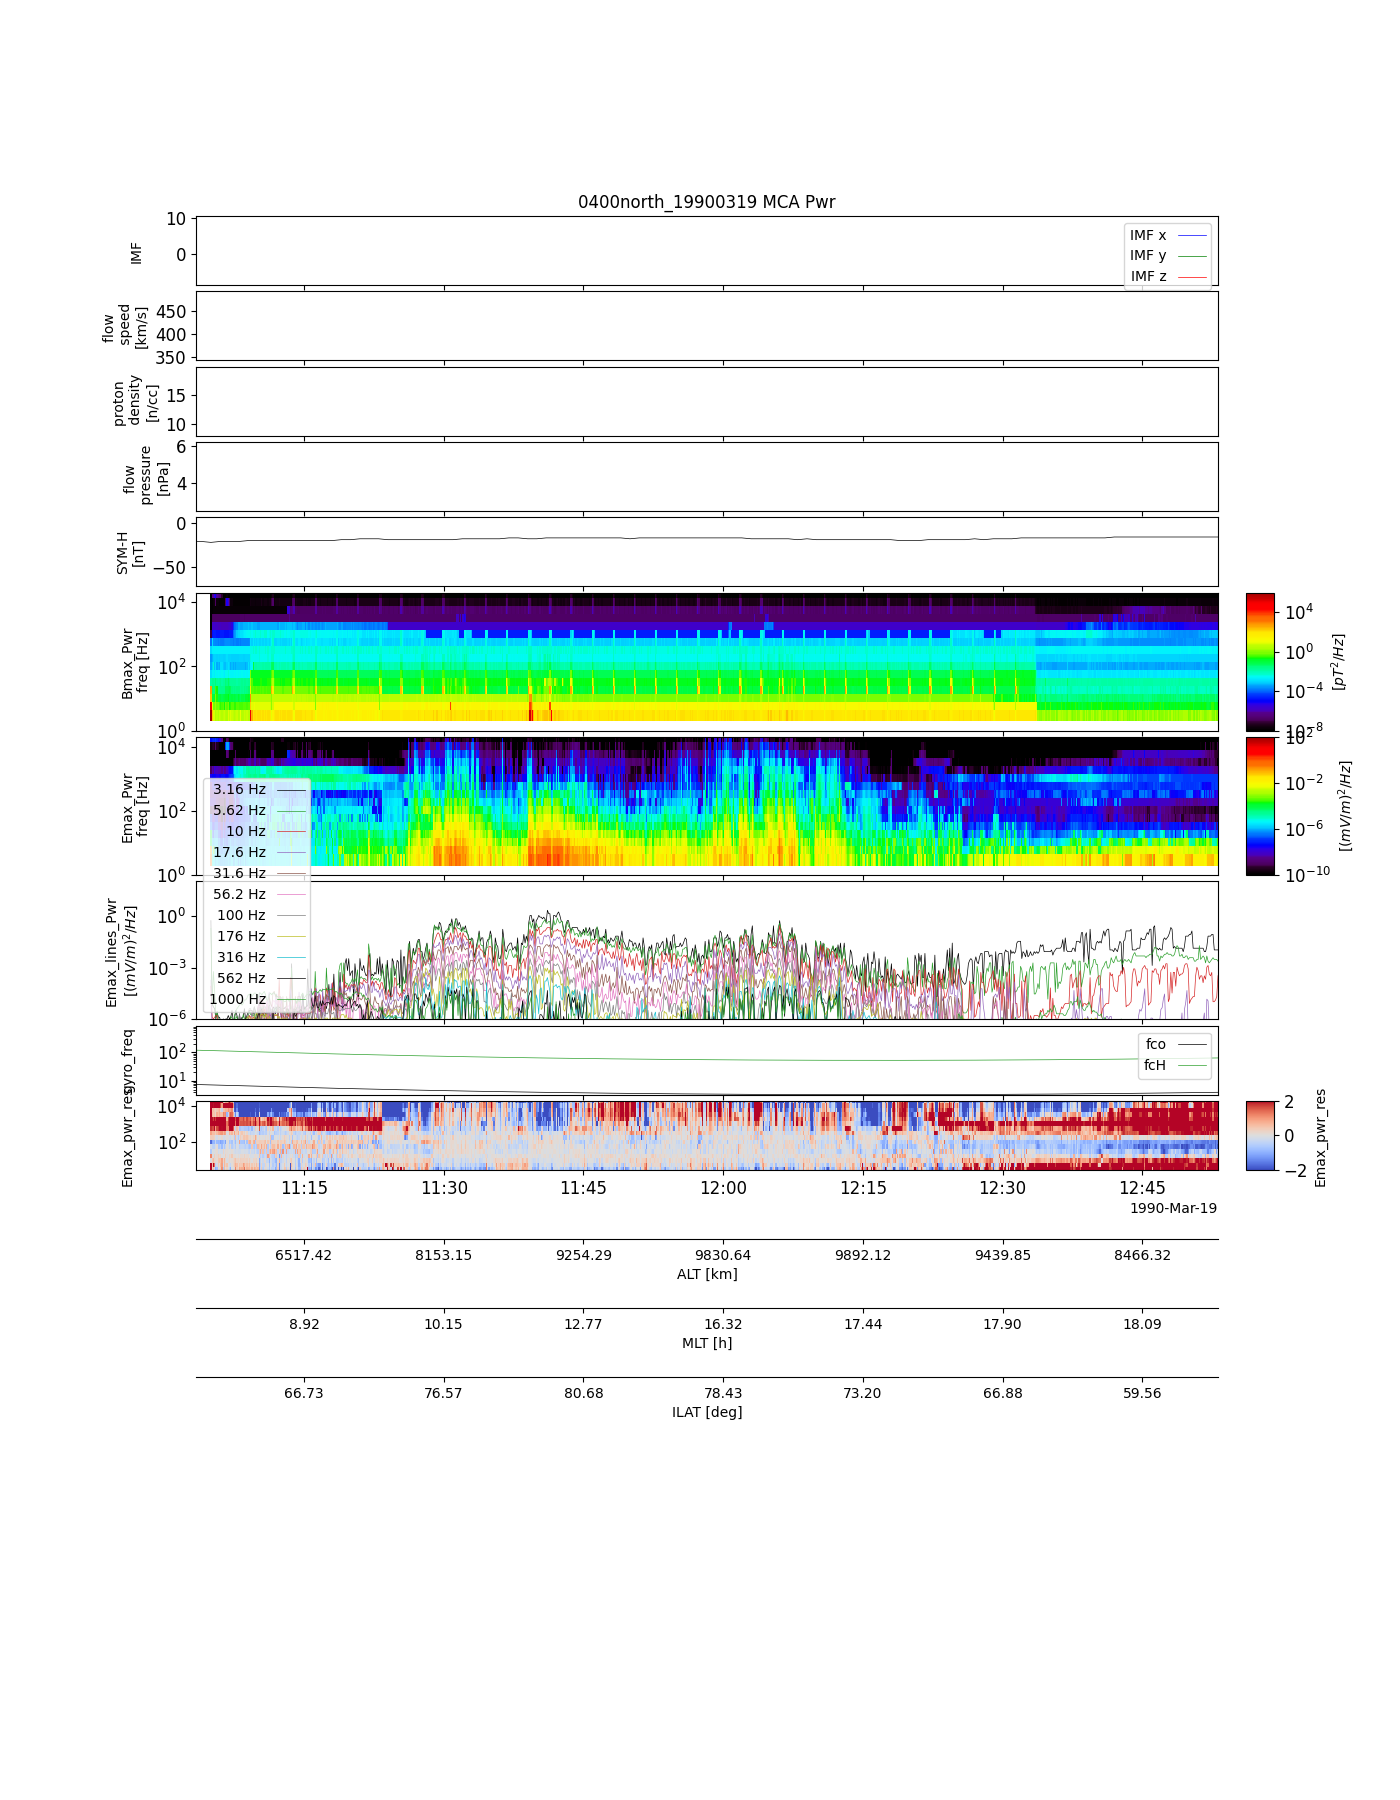 0400north_19900319 MCA Pwr
10
0
IMF
IMF x
IMF y
IMF z
450
400
350
flow
speed
[km/s]
15
10
proton
density
[n/cc]
6
4
flow
pressure
[nPa]
0
−50
SYM-H
[nT]
10^4
10^2
10^0
Bmax_Pwr
freq [Hz]
10^4
10^0
10^−4
10^−8
[pT^2/Hz]
10^4
10^2
10^0
Emax_Pwr
freq [Hz]
10^2
10^−2
10^−6
10^−10
[(mV/m)^2/Hz]
3.16 Hz
5.62 Hz
10 Hz
17.6 Hz
31.6 Hz
56.2 Hz
100 Hz
176 Hz
316 Hz
562 Hz
1000 Hz
10^0
10^−3
10^−6
Emax_lines_Pwr
[(mV/m)^2/Hz]
10^2
10^1
gyro_freq
fco
fcH
10^4
10^2
Emax_pwr_res
2
0
−2
Emax_pwr_res
11:15 11:30 11:45 12:00 12:15 12:30 12:45
1990-Mar-19
6517.42 8153.15 9254.29 9830.64 9892.12 9439.85 8466.32
ALT [km]
8.92 10.15 12.77 16.32 17.44 17.90 18.09
MLT [h]
66.73 76.57 80.68 78.43 73.20 66.88 59.56
ILAT [deg]